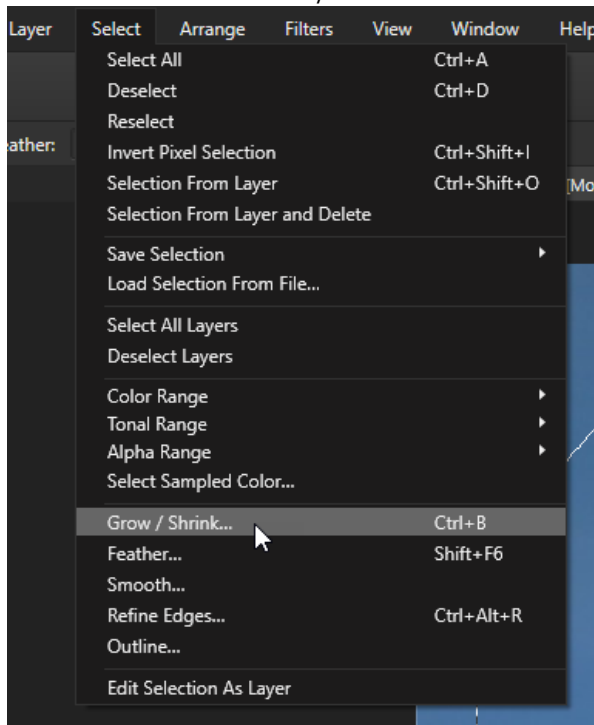 Layer Select Arrange Filters View Window Help
Select All Ctrl+A
Deselect Ctrl+D
Reselect
Invert Pixel Selection Ctrl+Shift+I
Selection From Layer Ctrl+Shift+O
Selection From Layer and Delete
Save Selection
Load Selection From File...
Select All Layers
Deselect Layers
Color Range
Tonal Range
Alpha Range
Select Sampled Color...
Grow / Shrink... Ctrl+B
Feather... Shift+F6
Smooth...
Refine Edges... Ctrl+Alt+R
Outline...
Edit Selection As Layer
eather:
[Mo